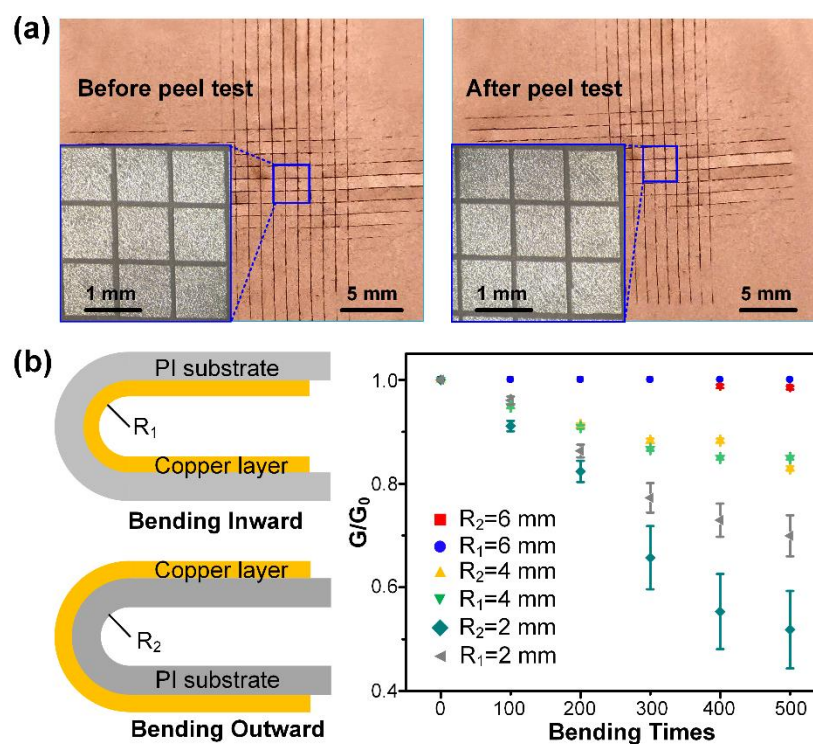 (a)
Before peel test
1 mm
5 mm
After peel test
1 mm
5 mm
(b)
PI substrate
R₁
Copper layer
Bending Inward
Copper layer
R₂
PI substrate
Bending Outward
G/G₀
1.0
0.8
0.6
0.4
R₂=6 mm
R₁=6 mm
R₂=4 mm
R₁=4 mm
R₂=2 mm
R₁=2 mm
0 100 200 300 400 500
Bending Times